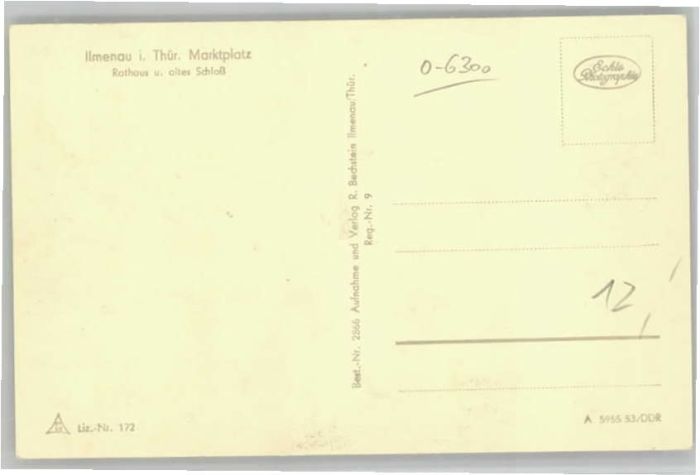 Ilmenau i. Thür. Marktplatz
Rathaus u. altes Schloß
Best.-Nr. 2866 Aufnahme und Verlag R. Bechstein Ilmenau/Thür.
Reg.-Nr. 9
0-6300
Echte
Photographie
12,
Liz.-Nr. 172
A 5955 53/DDR